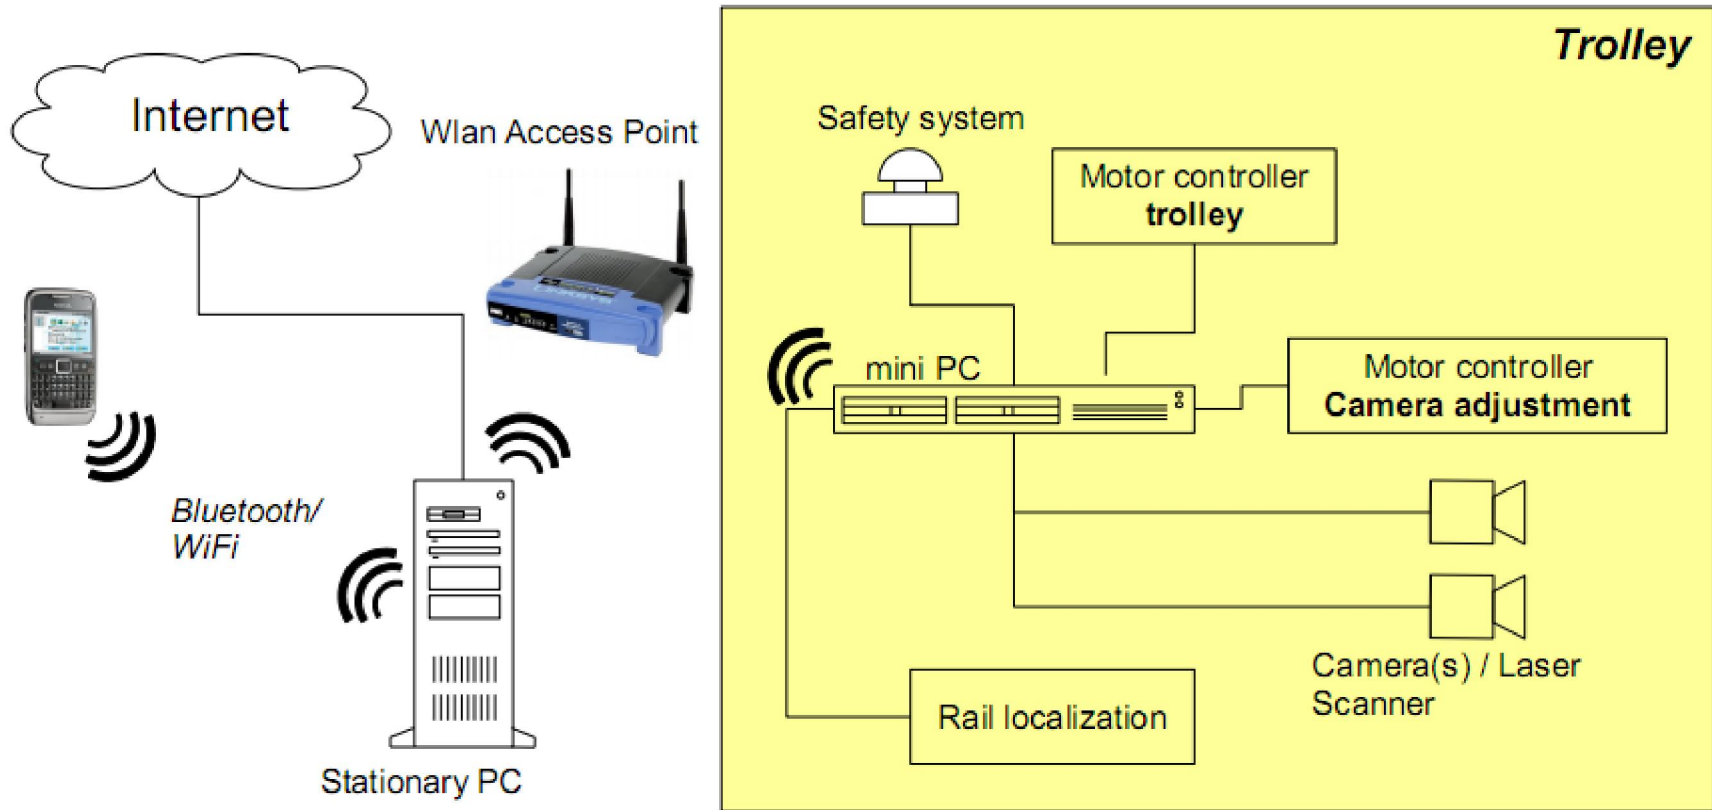 Trolley
Internet
Wlan Access Point
Safety system
Motor controller
trolley
mini PC
Motor controller
Camera adjustment
Bluetooth/
WiFi
Camera(s) / Laser
Scanner
Rail localization
Stationary PC